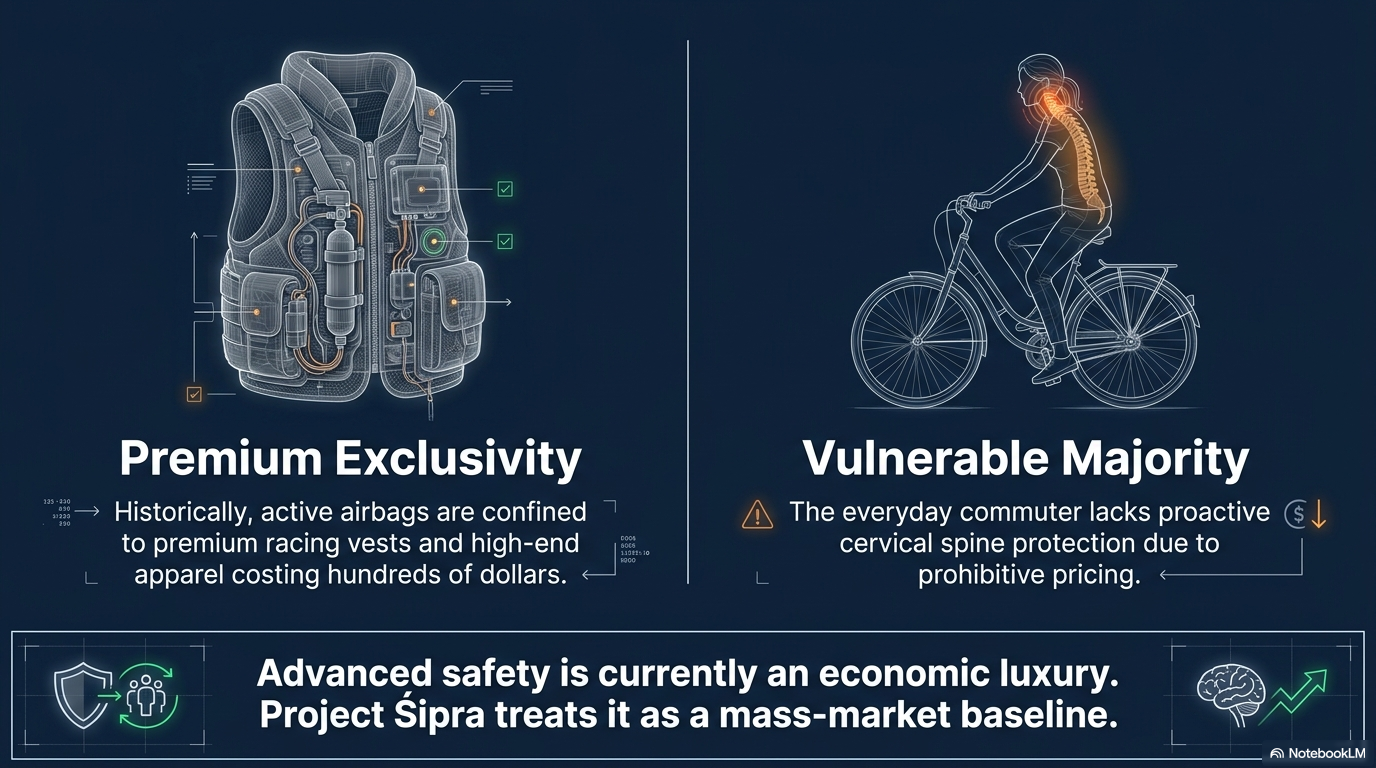 Premium Exclusivity
Historically, active airbags are confined
to premium racing vests and high-end
apparel costing hundreds of dollars.
Vulnerable Majority
The everyday commuter lacks proactive
cervical spine protection due to
prohibitive pricing.
$
Advanced safety is currently an economic luxury.
Project Śipra treats it as a mass-market baseline.
NotebookLM